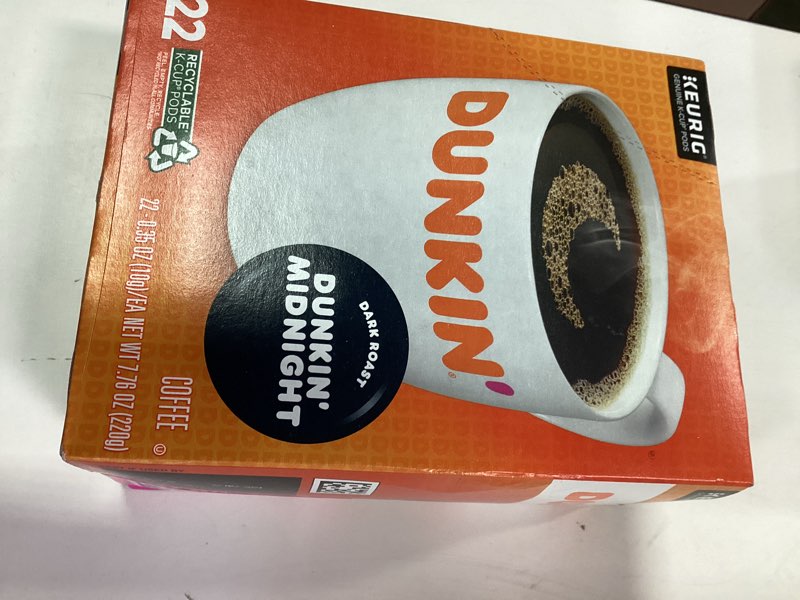 KEURIG®
GENUINE K-CUP® PODS
DUNKIN'®
DARK ROAST
DUNKIN'
MIDNIGHT
22
RECYCLABLE*
K-CUP® PODS
COFFEE
22 - 0.35 OZ (10g)/EA NET WT 7.76 OZ (220g)